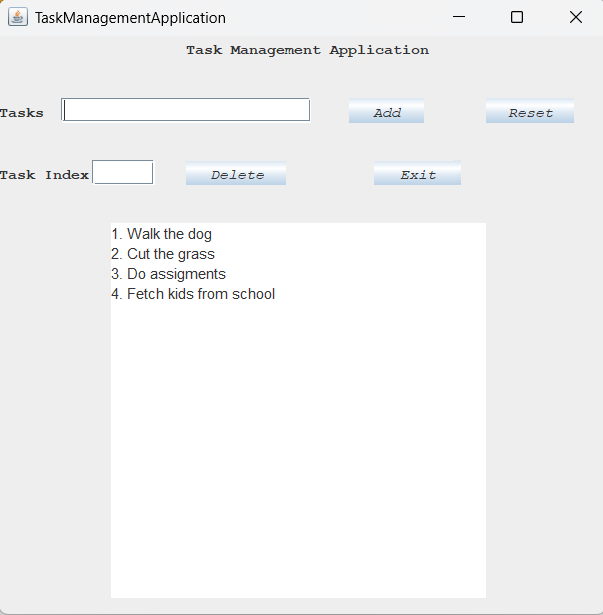 TaskManagementApplication
Task Management Application
Tasks Add Reset
Task Index Delete Exit
1. Walk the dog
2. Cut the grass
3. Do assigments
4. Fetch kids from school